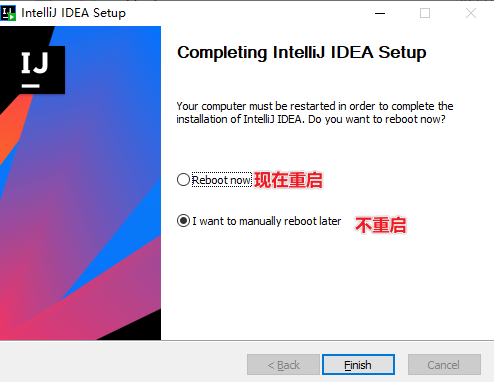 IntelliJ IDEA Setup
IJ
Completing IntelliJ IDEA Setup
Your computer must be restarted in order to complete the
installation of IntelliJ IDEA. Do you want to reboot now?
Reboot now 现在重启
I want to manually reboot later 不重启
< Back Finish Cancel